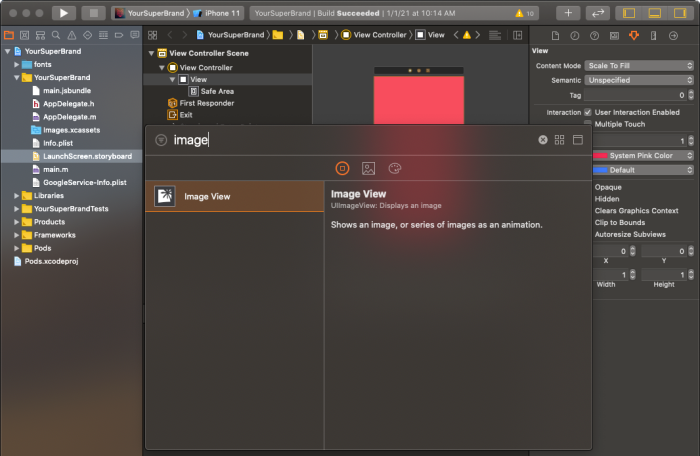 YourSuperBrand
iPhone 11
YourSuperBrand | Build Succeeded | 1/1/21 at 10:14 AM
10
YourSuperBrand
fonts
YourSuperBrand
main.jsbundle
AppDelegate.h
AppDelegate.m
Images.xcassets
Info.plist
LaunchScreen.storyboard
main.m
GoogleService-Info.plist
Libraries
YourSuperBrandTests
Products
Frameworks
Pods
Pods.xcodeproj
YourSuperBrand
View Controller
View
View Controller Scene
View Controller
View
Safe Area
First Responder
Exit
image
Image View
Image View
UIImageView: Displays an image
Shows an image, or series of images as an animation.
View
Content Mode Scale To Fill
Semantic Unspecified
Tag 0
Interaction User Interaction Enabled
Multiple Touch
1
System Pink Color
Default
Opaque
Hidden
Clears Graphics Context
Clip to Bounds
Autoresize Subviews
0 0
X Y
1 1
Width Height